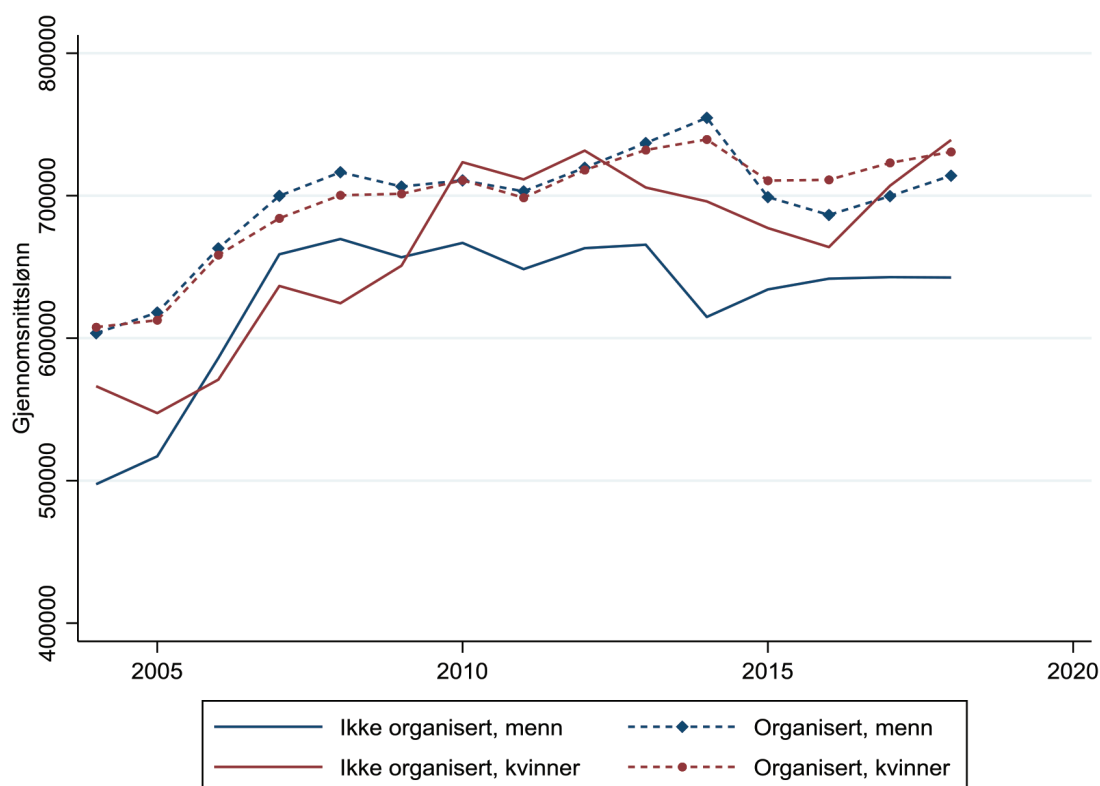 800000
700000
600000
500000
400000
Gjennomsnittslønn
2005 2010 2015 2020
Ikke organisert, menn Organisert, menn
Ikke organisert, kvinner Organisert, kvinner